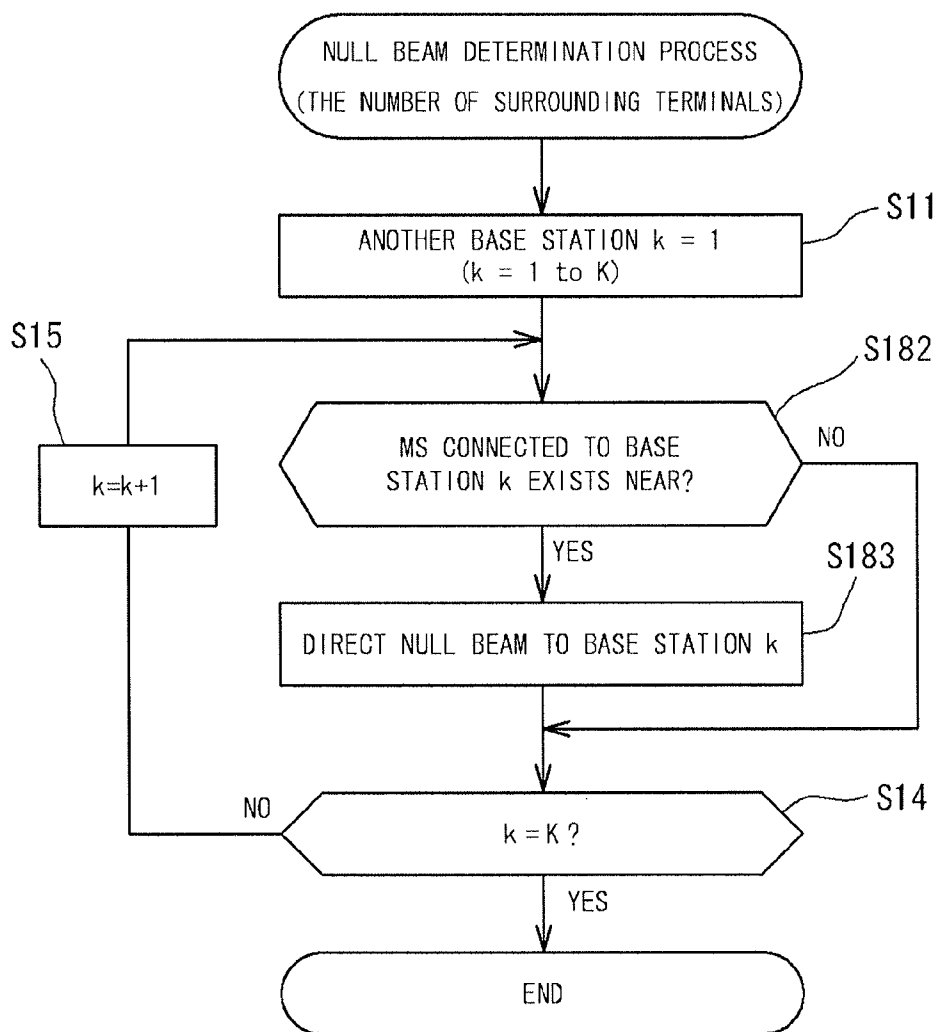 NULL BEAM DETERMINATION PROCESS
(THE NUMBER OF SURROUNDING TERMINALS)
S11
ANOTHER BASE STATION k = 1
(k = 1 to K)
S15
k=k+1
S182
MS CONNECTED TO BASE
STATION k EXISTS NEAR?
NO
YES
S183
DIRECT NULL BEAM TO BASE STATION k
S14
NO
k = K ?
YES
END